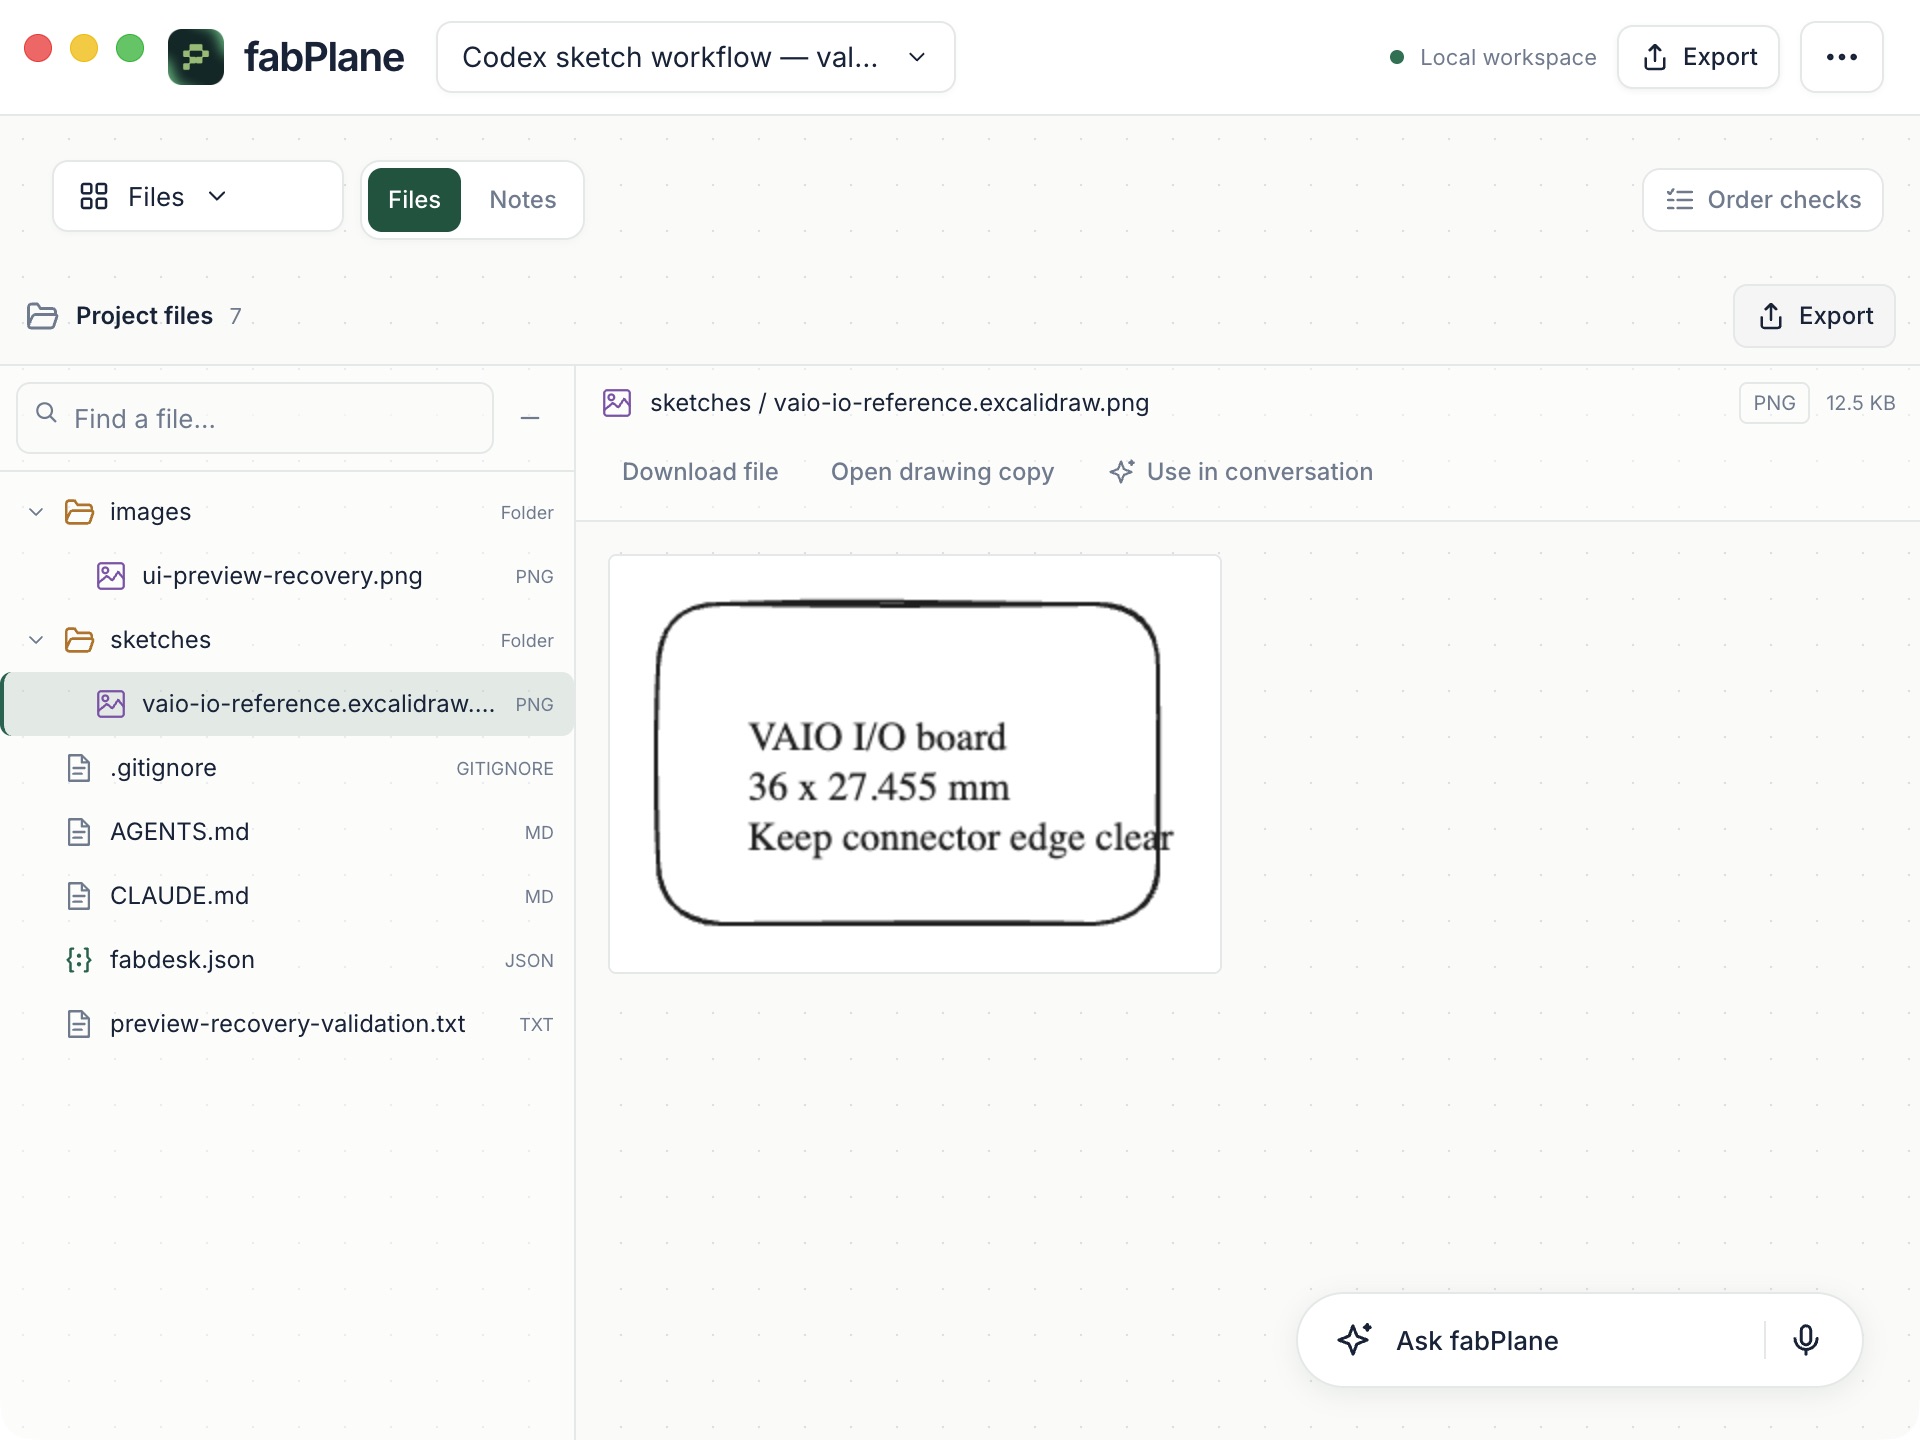 fabPlane
Codex sketch workflow — val...
Local workspace
Export
Files
Files
Notes
Order checks
Project files 7
Export
Find a file...
images Folder
ui-preview-recovery.png PNG
sketches Folder
vaio-io-reference.excalidraw.... PNG
.gitignore GITIGNORE
AGENTS.md MD
CLAUDE.md MD
fabdesk.json JSON
preview-recovery-validation.txt TXT
sketches / vaio-io-reference.excalidraw.png
PNG 12.5 KB
Download file
Open drawing copy
Use in conversation
VAIO I/O board
36 x 27.455 mm
Keep connector edge clear
Ask fabPlane